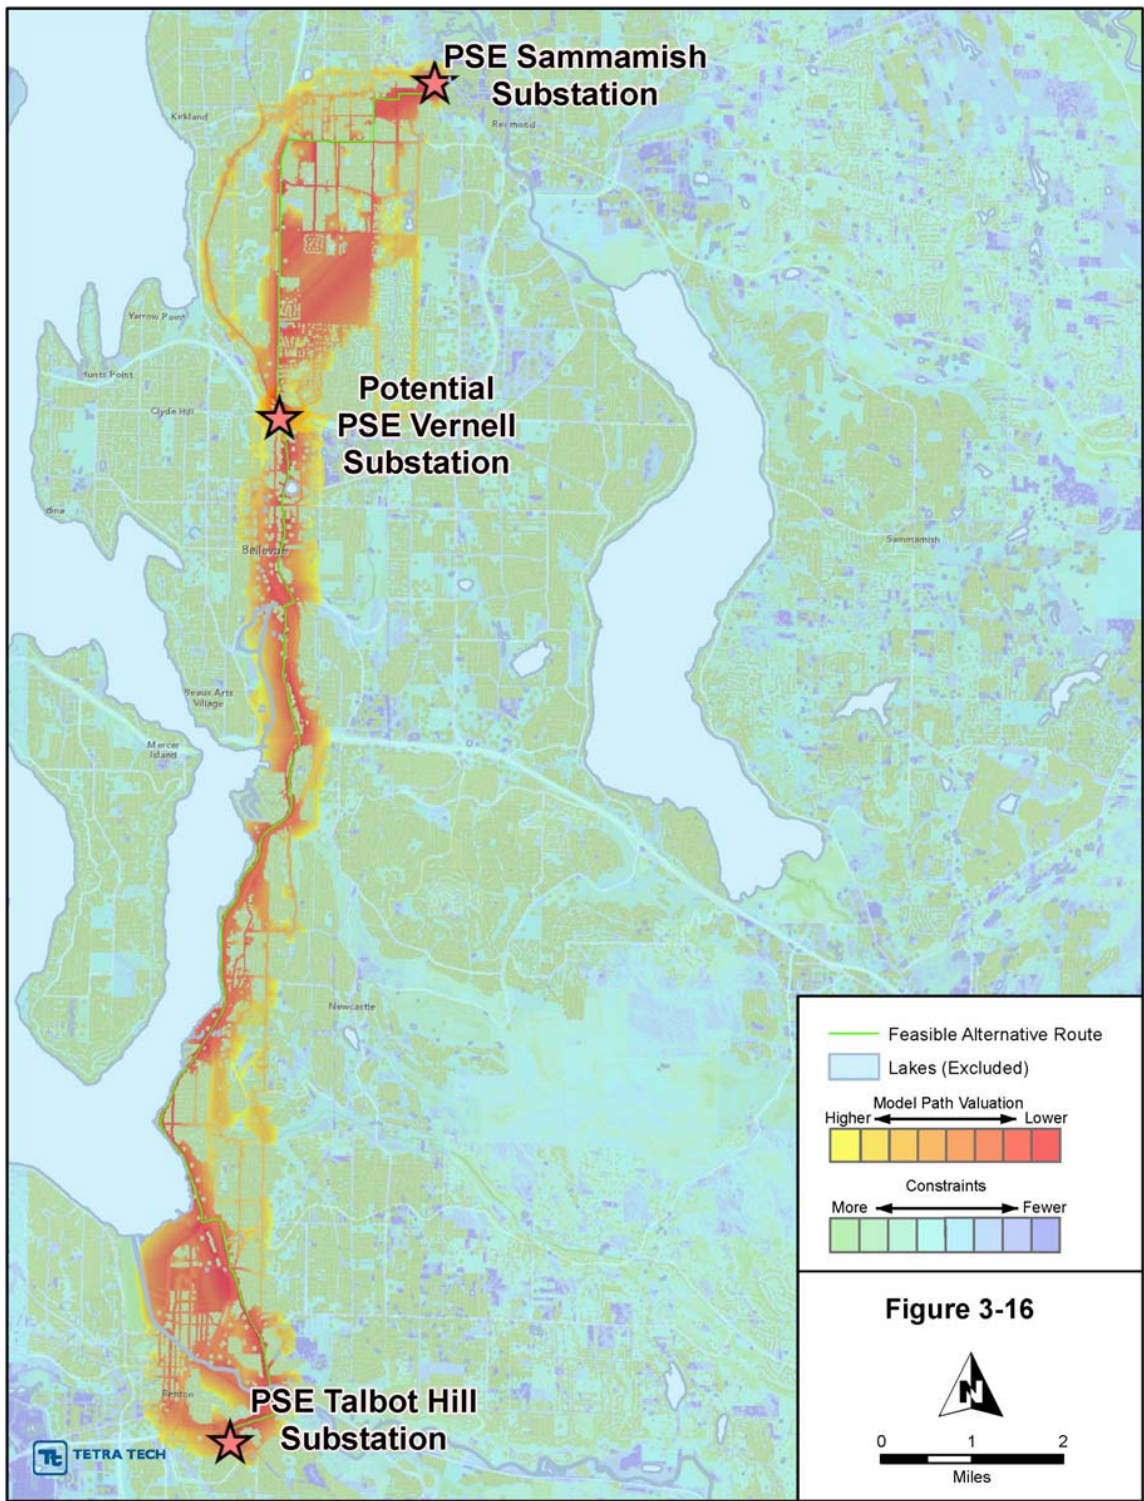 PSE Sammamish
Substation
Kirkland
Redmond
Yarrow Point
Hunts Point
Clyde Hill
Potential
PSE Vernell
Substation
Bellevue
Sammamish
Beaux Arts
Village
Mercer
Island
Newcastle
Feasible Alternative Route
Lakes (Excluded)
Model Path Valuation
Higher Lower
Constraints
More Fewer
Figure 3-16
N
0 1 2
Miles
PSE Talbot Hill
Substation
Renton
Tt TETRA TECH